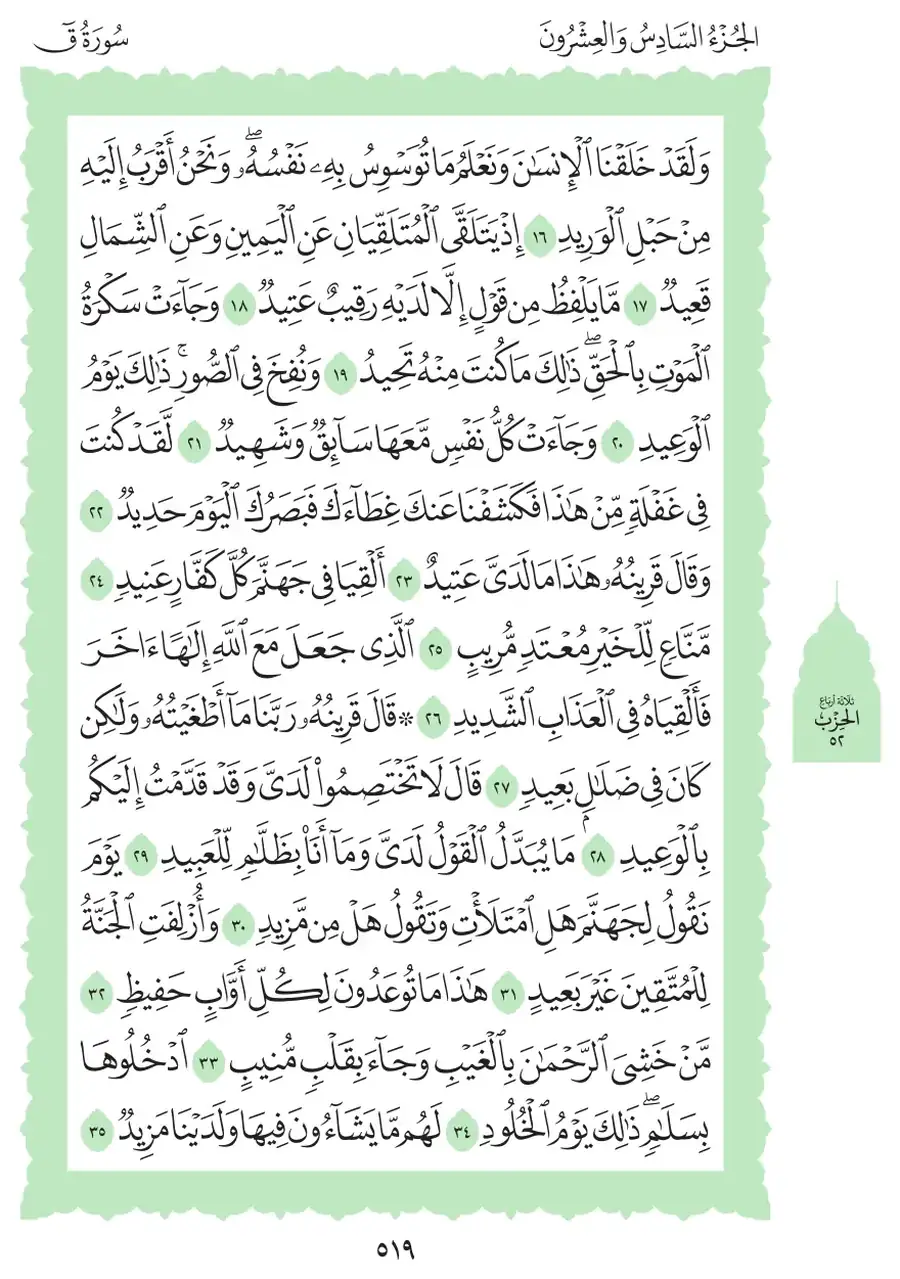 الجُزْءُ السَّادِسُ وَالعِشْرُونَ
سُورَةُ قٓ
وَلَقَدْ خَلَقْنَا ٱلْإِنسَٰنَ وَنَعْلَمُ مَا تُوَسْوِسُ بِهِۦ نَفْسُهُۥۖ وَنَحْنُ أَقْرَبُ إِلَيْهِ
مِنْ حَبْلِ ٱلْوَرِيدِ ١٦ إِذْ يَتَلَقَّى ٱلْمُتَلَقِّيَانِ عَنِ ٱلْيَمِينِ وَعَنِ ٱلشِّمَالِ
قَعِيدٌ ١٧ مَّا يَلْفِظُ مِن قَوْلٍ إِلَّا لَدَيْهِ رَقِيبٌ عَتِيدٌ ١٨ وَجَآءَتْ سَكْرَةُ
ٱلْمَوْتِ بِٱلْحَقِّۖ ذَٰلِكَ مَا كُنتَ مِنْهُ تَحِيدُ ١٩ وَنُفِخَ فِي ٱلصُّورِۚ ذَٰلِكَ يَوْمُ
ٱلْوَعِيدِ ٢٠ وَجَآءَتْ كُلُّ نَفْسٍ مَّعَهَا سَآئِقٌ وَشَهِيدٌ ٢١ لَّقَدْ كُنتَ
فِي غَفْلَةٍ مِّنْ هَٰذَا فَكَشَفْنَا عَنكَ غِطَآءَكَ فَبَصَرُكَ ٱلْيَوْمَ حَدِيدٌ ٢٢
وَقَالَ قَرِينُهُۥ هَٰذَا مَا لَدَيَّ عَتِيدٌ ٢٣ أَلْقِيَا فِي جَهَنَّمَ كُلَّ كَفَّارٍ عَنِيدٍ ٢٤
مَّنَّاعٍ لِّلْخَيْرِ مُعْتَدٍ مُّرِيبٍ ٢٥ ٱلَّذِي جَعَلَ مَعَ ٱللَّهِ إِلَٰهًا ءَاخَرَ
فَأَلْقِيَاهُ فِي ٱلْعَذَابِ ٱلشَّدِيدِ ٢٦ * قَالَ قَرِينُهُۥ رَبَّنَا مَآ أَطْغَيْتُهُۥ وَلَٰكِن
كَانَ فِي ضَلَٰلٍ بَعِيدٍ ٢٧ قَالَ لَا تَخْتَصِمُوا۟ لَدَيَّ وَقَدْ قَدَّمْتُ إِلَيْكُم
بِٱلْوَعِيدِ ٢٨ مَا يُبَدَّلُ ٱلْقَوْلُ لَدَيَّ وَمَآ أَنَا۠ بِظَلَّٰمٍ لِّلْعَبِيدِ ٢٩ يَوْمَ
نَقُولُ لِجَهَنَّمَ هَلِ ٱمْتَلَأْتِ وَتَقُولُ هَلْ مِن مَّزِيدٍ ٣٠ وَأُزْلِفَتِ ٱلْجَنَّةُ
لِلْمُتَّقِينَ غَيْرَ بَعِيدٍ ٣١ هَٰذَا مَا تُوعَدُونَ لِكُلِّ أَوَّابٍ حَفِيظٍ ٣٢
مَّنْ خَشِيَ ٱلرَّحْمَٰنَ بِٱلْغَيْبِ وَجَآءَ بِقَلْبٍ مُّنِيبٍ ٣٣ ٱدْخُلُوهَا
بِسَلَٰمٍۖ ذَٰلِكَ يَوْمُ ٱلْخُلُودِ ٣٤ لَهُم مَّا يَشَآءُونَ فِيهَا وَلَدَيْنَا مَزِيدٌ ٣٥
ثَلَاثَة أَرْبَاع
الحِزْب
٥٢
٥١٩